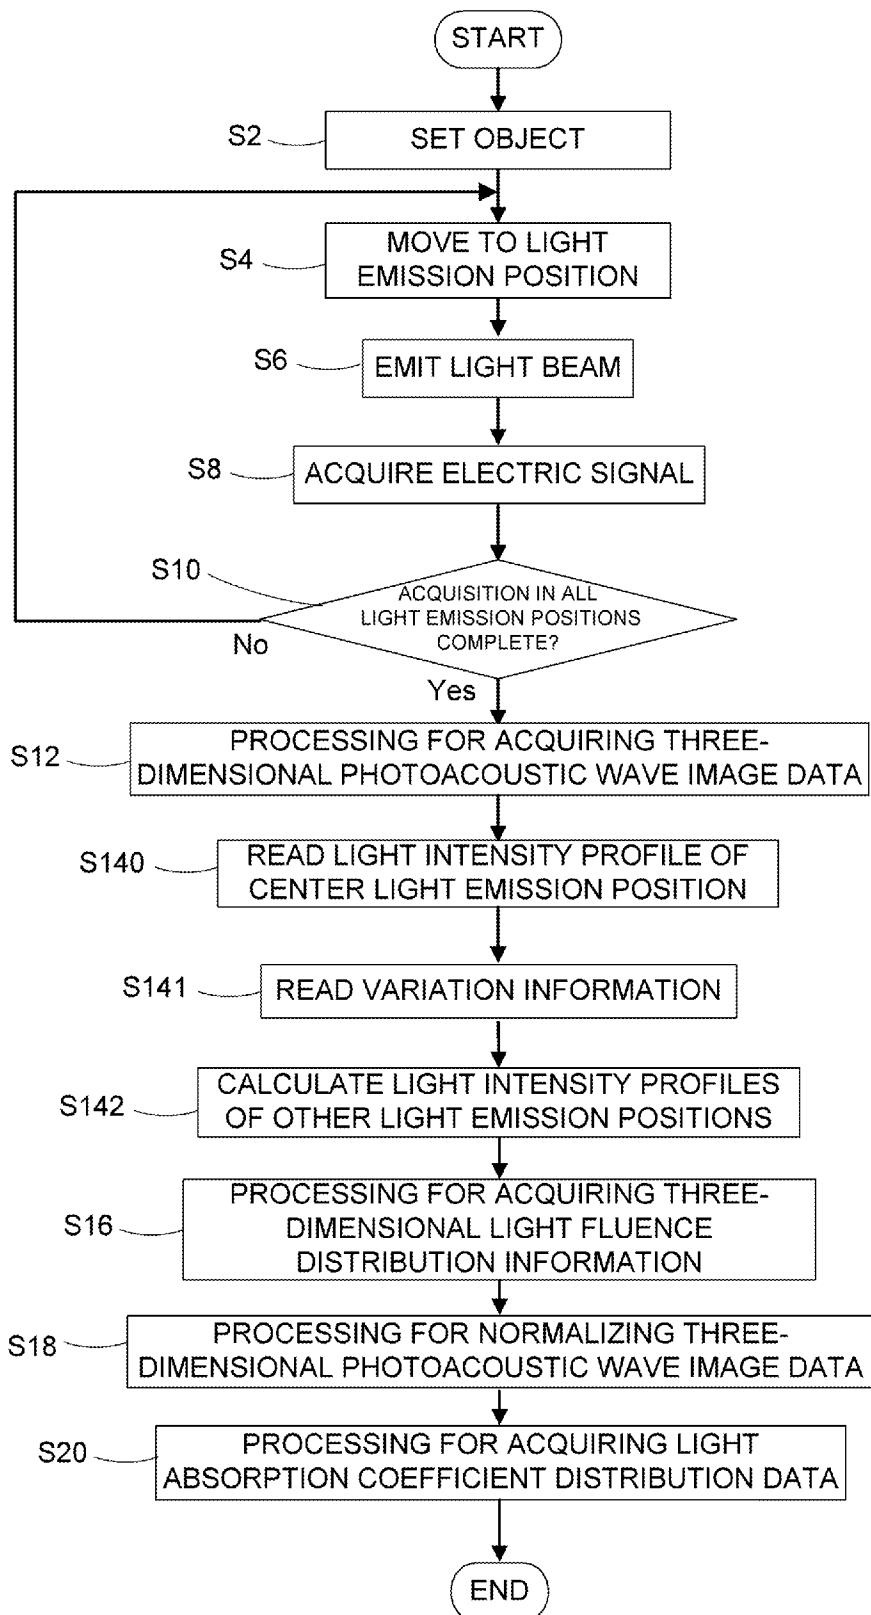 START
S2
SET OBJECT
S4
MOVE TO LIGHT
EMISSION POSITION
S6
EMIT LIGHT BEAM
S8
ACQUIRE ELECTRIC SIGNAL
S10
ACQUISITION IN ALL
LIGHT EMISSION POSITIONS
COMPLETE?
No
Yes
S12
PROCESSING FOR ACQUIRING THREE-
DIMENSIONAL PHOTOACOUSTIC WAVE IMAGE DATA
S140
READ LIGHT INTENSITY PROFILE OF
CENTER LIGHT EMISSION POSITION
S141
READ VARIATION INFORMATION
S142
CALCULATE LIGHT INTENSITY PROFILES
OF OTHER LIGHT EMISSION POSITIONS
S16
PROCESSING FOR ACQUIRING THREE-
DIMENSIONAL LIGHT FLUENCE
DISTRIBUTION INFORMATION
S18
PROCESSING FOR NORMALIZING THREE-
DIMENSIONAL PHOTOACOUSTIC WAVE IMAGE DATA
S20
PROCESSING FOR ACQUIRING LIGHT
ABSORPTION COEFFICIENT DISTRIBUTION DATA
END